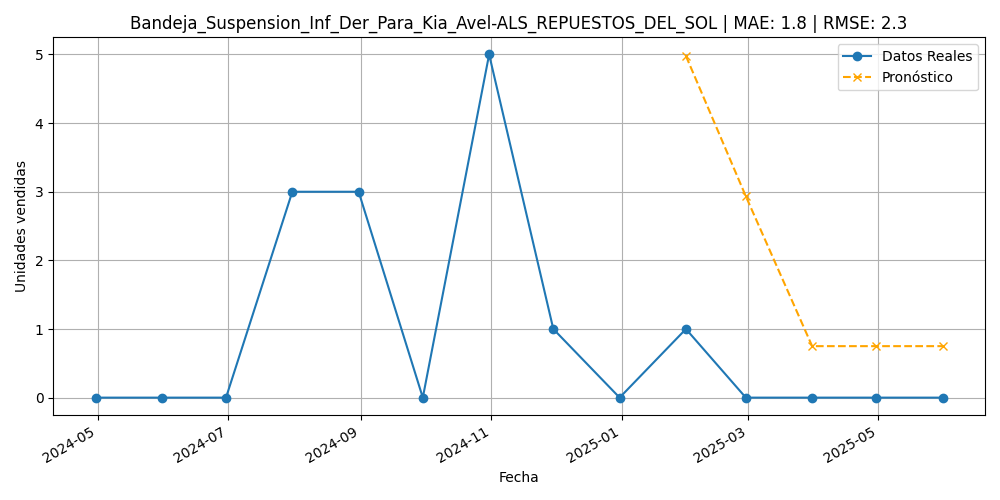 Bandeja_Suspension_Inf_Der_Para_Kia_Avel-ALS_REPUESTOS_DEL_SOL | MAE: 1.8 | RMSE: 2.3
Datos Reales
Pronóstico
Unidades vendidas
5
4
3
2
1
0
2024-05
2024-07
2024-09
2024-11
2025-01
2025-03
2025-05
Fecha